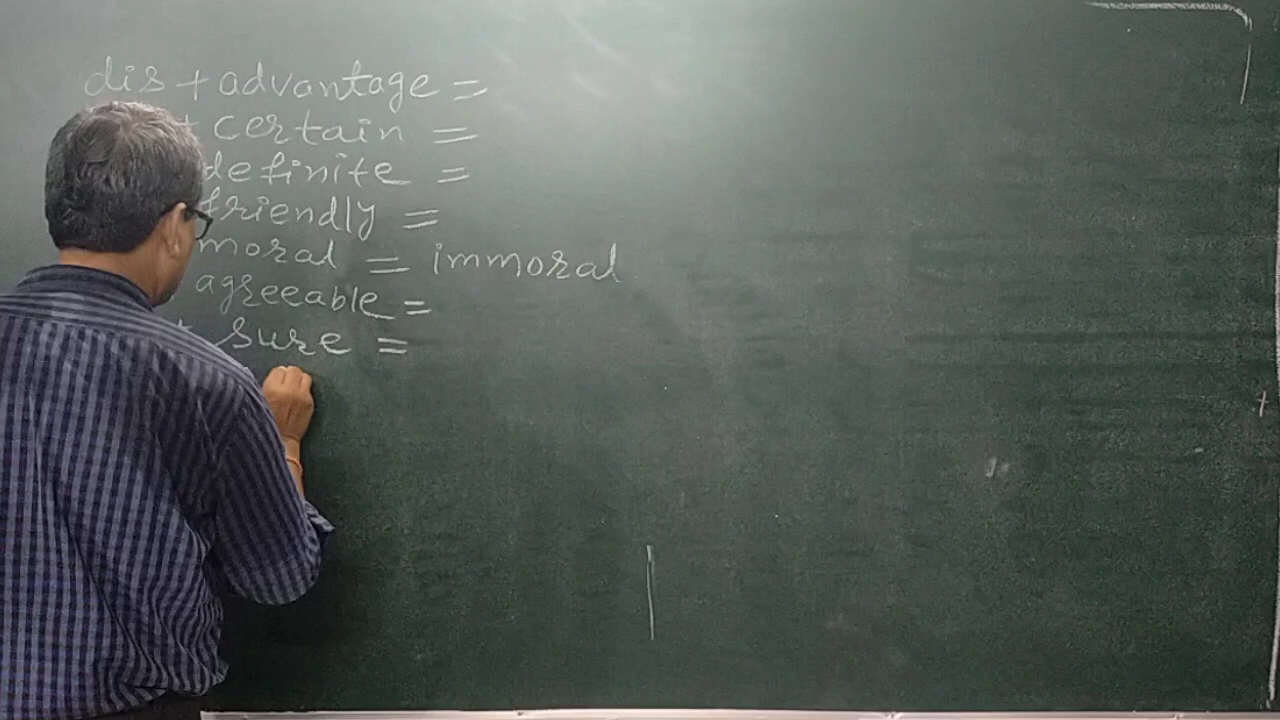 dis + advantage =
+ certain =
definite =
friendly =
moral = immoral
agreeable =
+ sure =